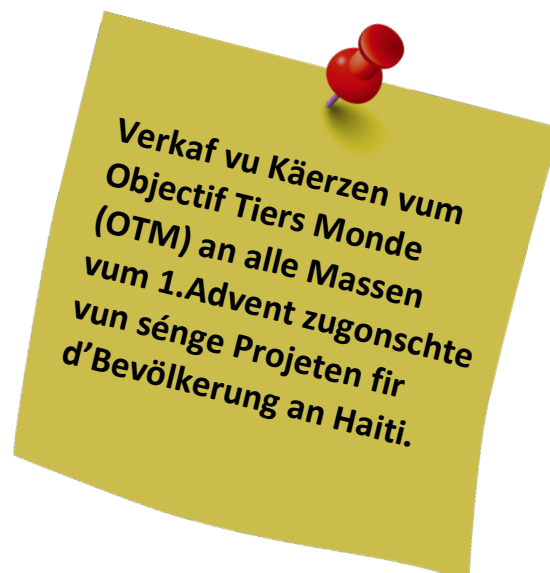 Verkaf vu Käerzen vum
Objectif Tiers Monde
(OTM) an alle Massen
vum 1.Advent zugonschte
vun sénge Projeten fir
d’Bevölkerung an Haiti.